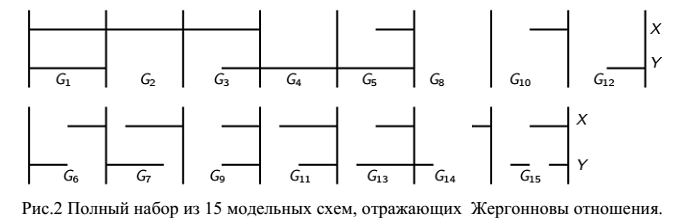 X
Y
G₁ G₂ G₃ G₄ G₅ G₈ G₁₀ G₁₂
X
Y
G₆ G₇ G₉ G₁₁ G₁₃ G₁₄ G₁₅
Рис.2 Полный набор из 15 модельных схем, отражающих Жергонновы отношения.